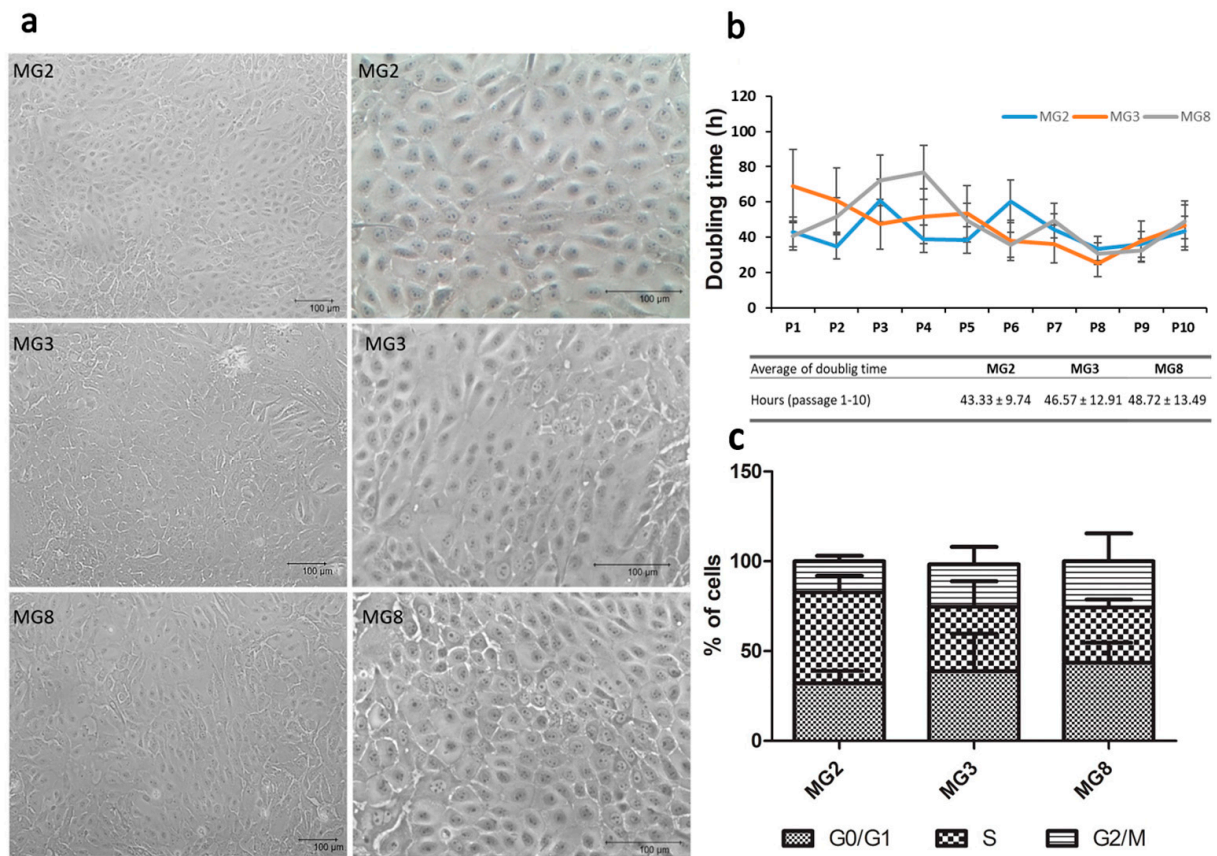 a
MG2
100 µm
MG2
100 µm
MG3
100 µm
MG3
100 µm
MG8
100 µm
MG8
100 µm
b
Doubling time (h)
120
100
80
60
40
20
0
MG2 MG3 MG8
P1 P2 P3 P4 P5 P6 P7 P8 P9 P10
Average of doublig time MG2 MG3 MG8
Hours (passage 1-10) 43.33 ± 9.74 46.57 ± 12.91 48.72 ± 13.49
c
% of cells
150
100
50
0
MG2 MG3 MG8
G0/G1 S G2/M